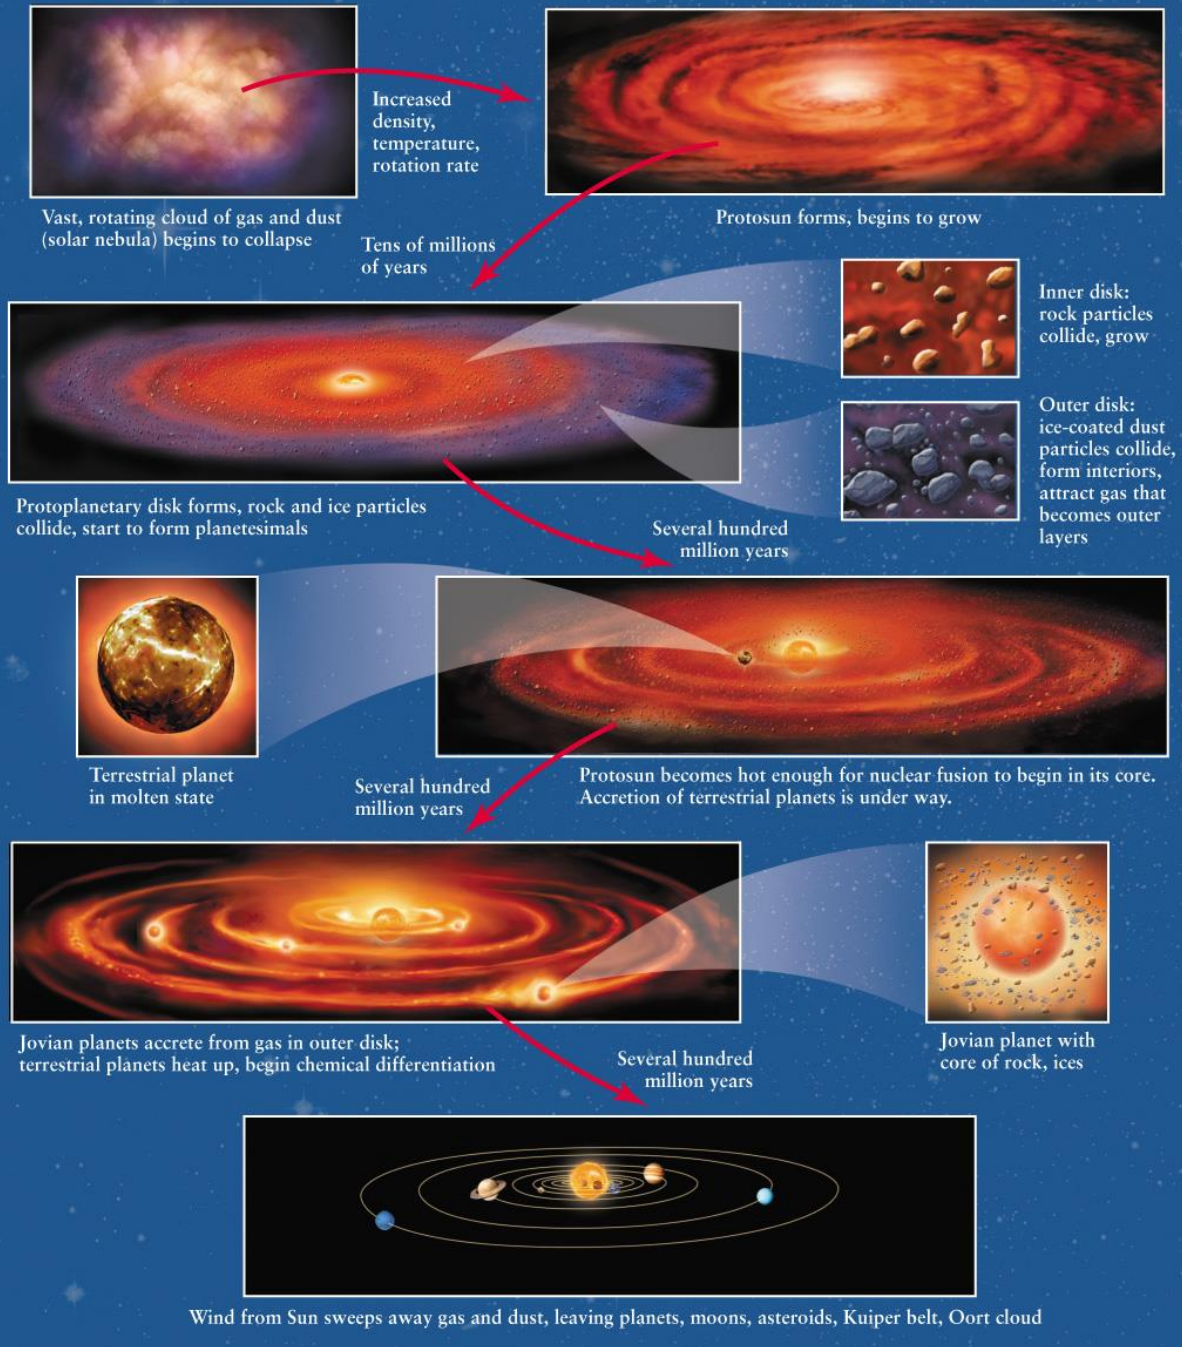 Increased
density,
temperature,
rotation rate
Vast, rotating cloud of gas and dust
(solar nebula) begins to collapse
Protosun forms, begins to grow
Tens of millions
of years
Inner disk:
rock particles
collide, grow
Outer disk:
ice-coated dust
particles collide,
form interiors,
attract gas that
becomes outer
layers
Protoplanetary disk forms, rock and ice particles
collide, start to form planetesimals
Several hundred
million years
Terrestrial planet
in molten state
Protosun becomes hot enough for nuclear fusion to begin in its core.
Accretion of terrestrial planets is under way.
Several hundred
million years
Jovian planets accrete from gas in outer disk;
terrestrial planets heat up, begin chemical differentiation
Jovian planet with
core of rock, ices
Several hundred
million years
Wind from Sun sweeps away gas and dust, leaving planets, moons, asteroids, Kuiper belt, Oort cloud